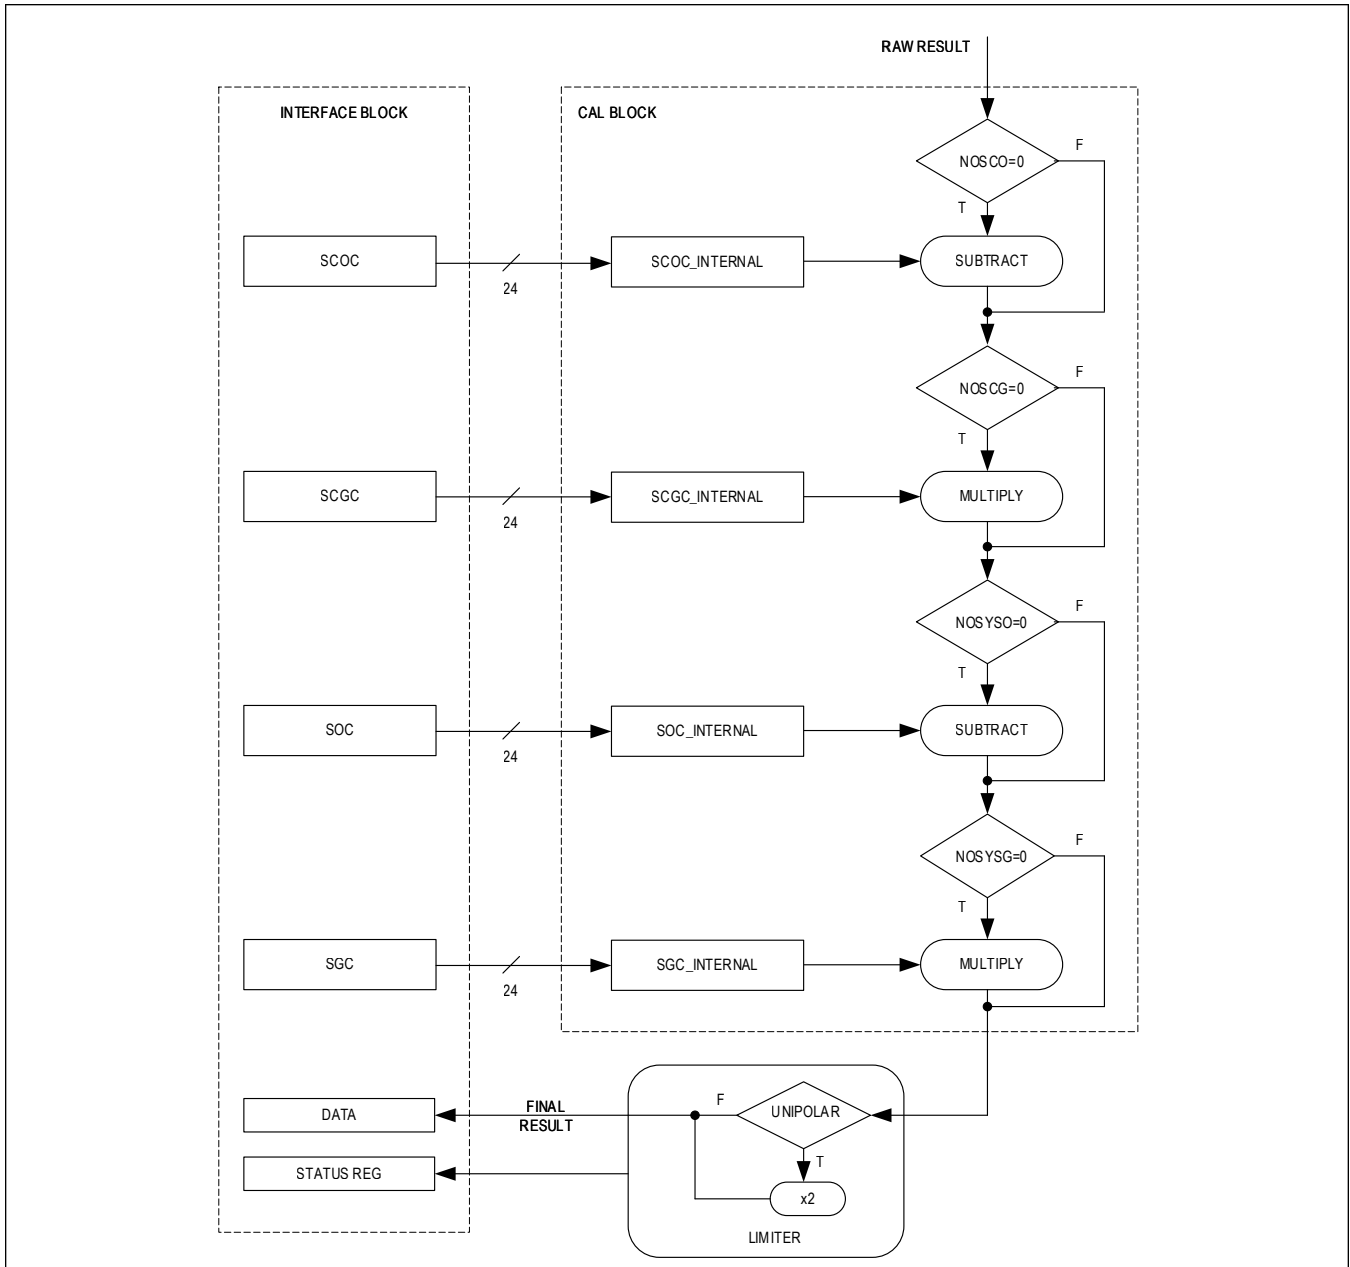 RAW RESULT
INTERFACE BLOCK
CAL BLOCK
NOSCO=0
F
T
SCOC
24
SCOC_INTERNAL
SUBTRACT
NOSCG=0
F
T
SCGC
24
SCGC_INTERNAL
MULTIPLY
NOSYSO=0
F
T
SOC
24
SOC_INTERNAL
SUBTRACT
NOSYSG=0
F
T
SGC
24
SGC_INTERNAL
MULTIPLY
DATA
FINAL
RESULT
F
UNIPOLAR
T
STATUS REG
x2
LIMITER